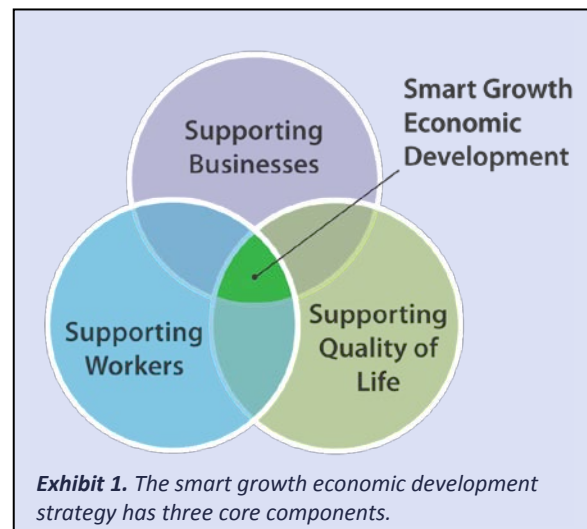 Smart Growth
Economic
Development
Supporting
Businesses
Supporting
Workers
Supporting
Quality of
Life
Exhibit 1. The smart growth economic development
strategy has three core components.